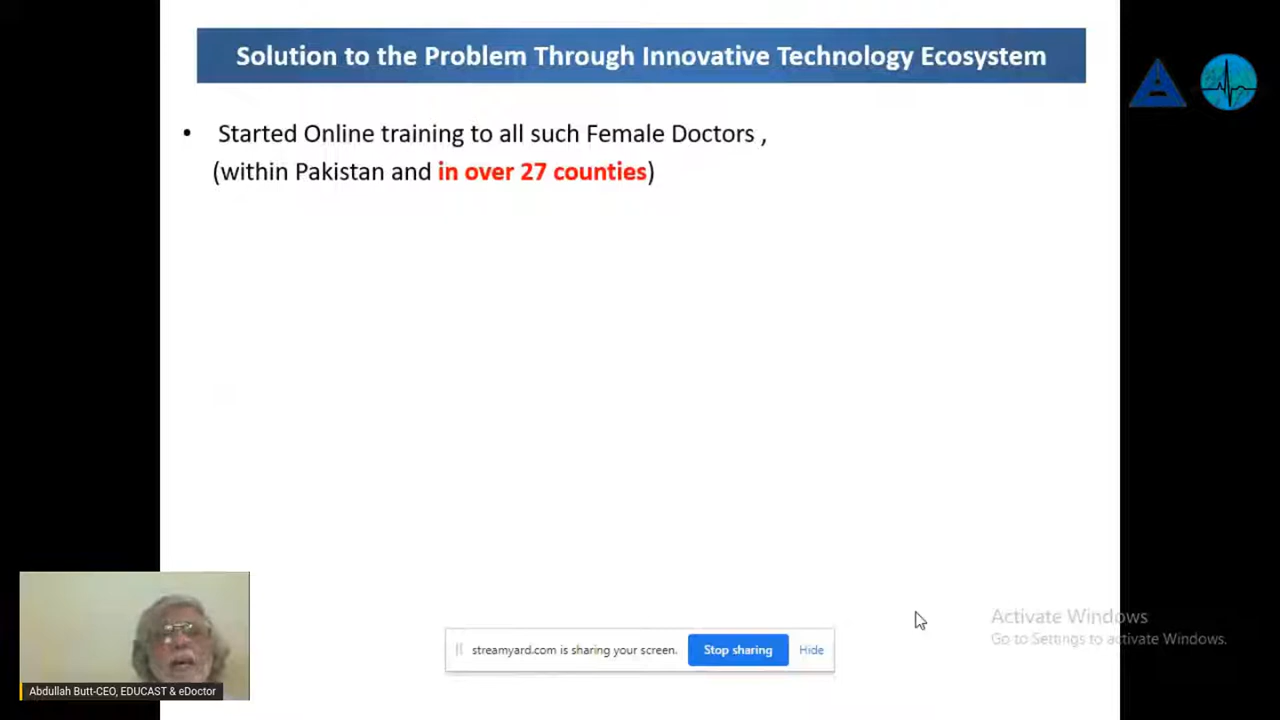 Solution to the Problem Through Innovative Technology Ecosystem
• Started Online training to all such Female Doctors ,
(within Pakistan and in over 27 counties)
Activate Windows
Go to Settings to activate Windows.
streamyard.com is sharing your screen.
Stop sharing
Hide
Abdullah Butt-CEO, EDUCAST & eDoctor